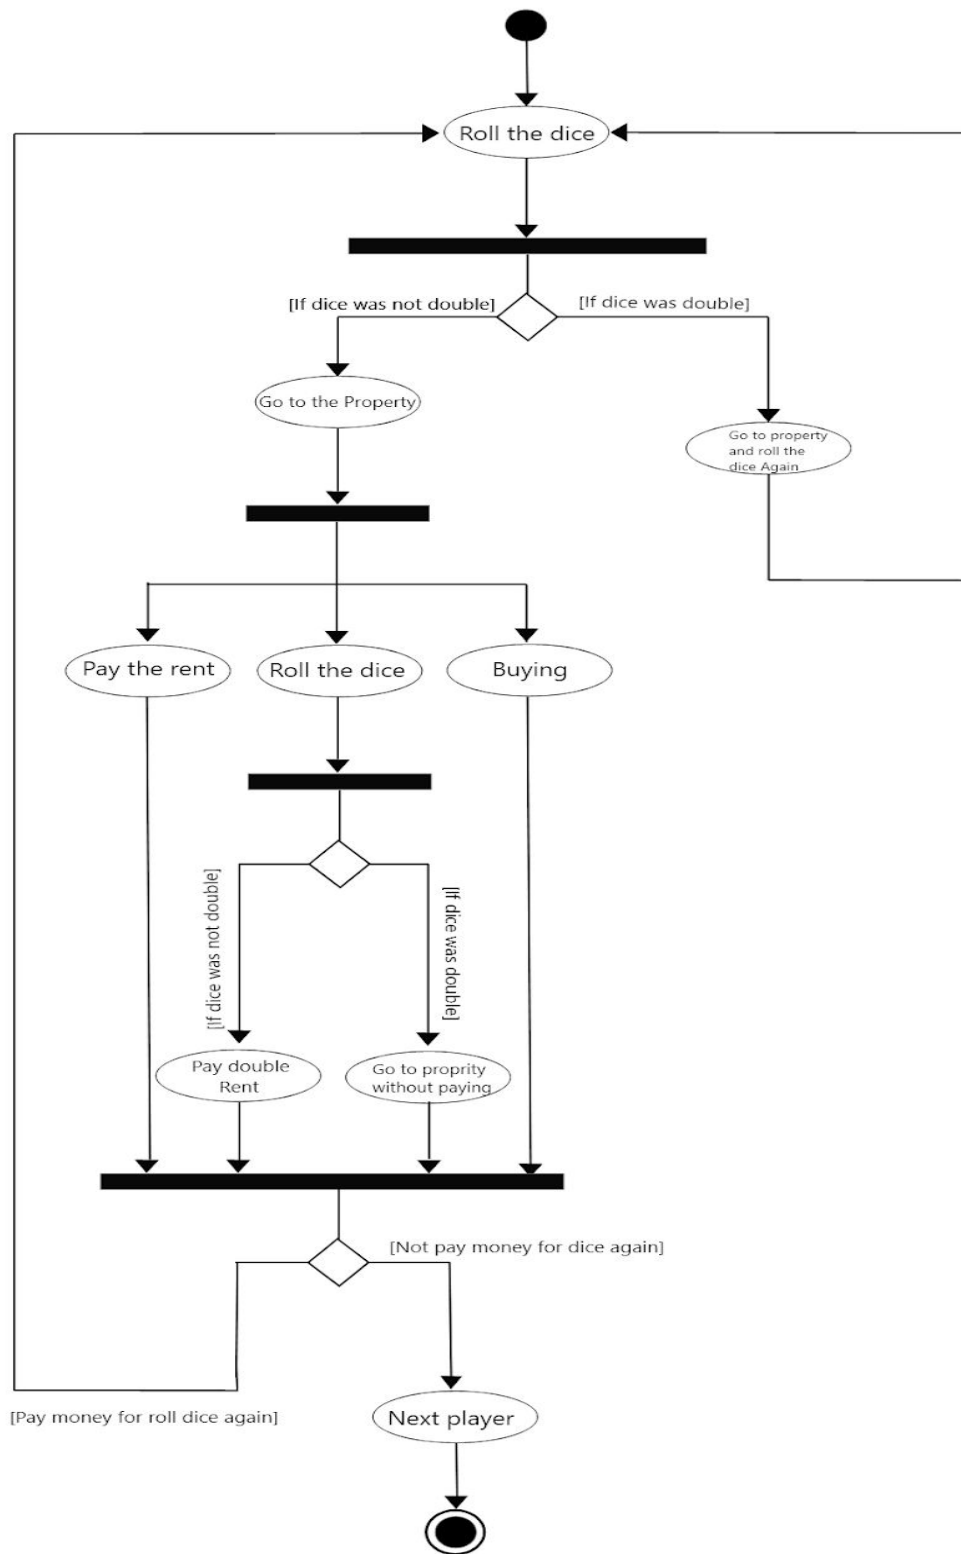 Roll the dice
[If dice was not double]
[If dice was double]
Go to the Property
Go to property
and roll the
dice Again
Pay the rent
Roll the dice
Buying
[If dice was not double]
[If dice was double]
Pay double
Rent
Go to proprity
without paying
[Not pay money for dice again]
[Pay money for roll dice again]
Next player